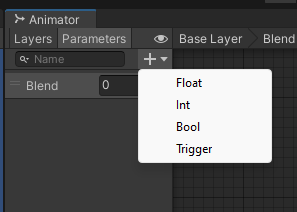 Animator
Layers Parameters Base Layer Blend
Name
Blend 0
Float
Int
Bool
Trigger